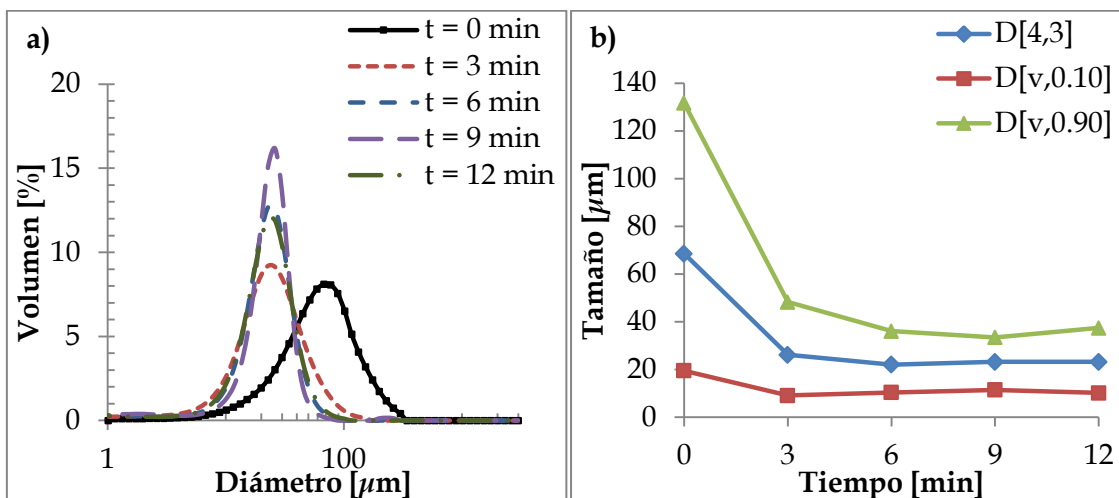 a)
t = 0 min
t = 3 min
t = 6 min
t = 9 min
t = 12 min
20
15
10
5
0
Volumen [%]
1
100
Diámetro [µm]
b)
D[4,3]
D[v,0.10]
D[v,0.90]
140
120
100
80
60
40
20
0
Tamaño [µm]
0
3
6
9
12
Tiempo [min]